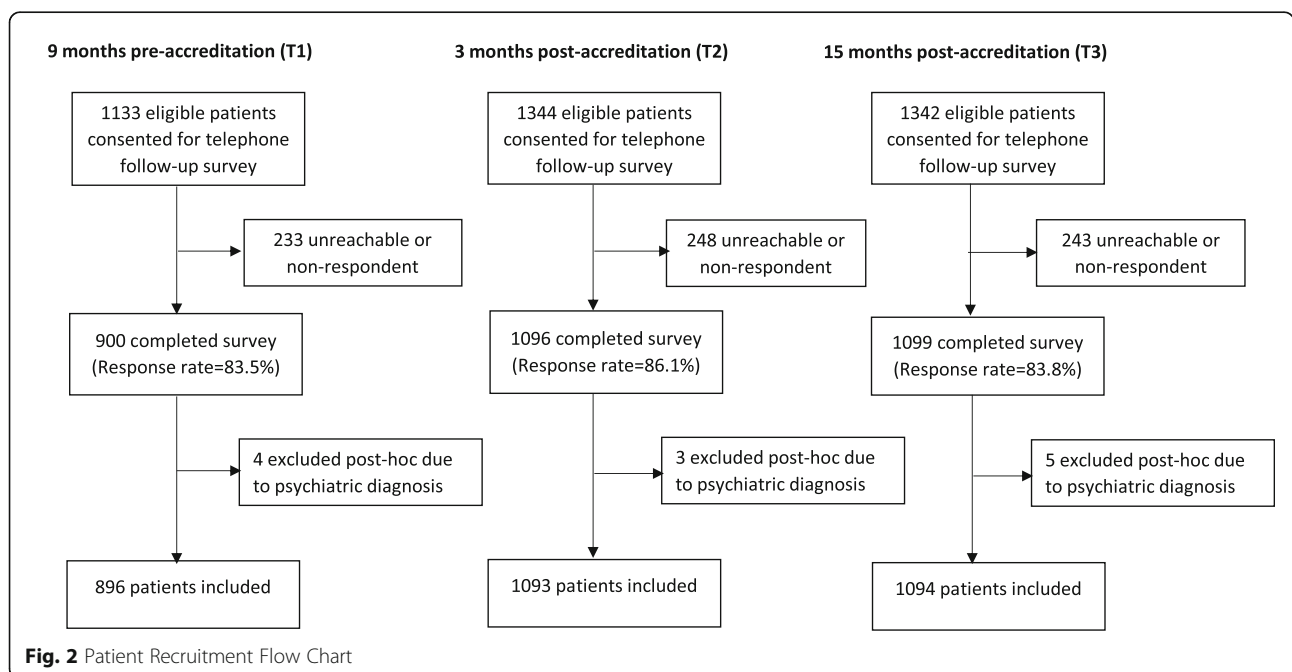 9 months pre-accreditation (T1)
3 months post-accreditation (T2)
15 months post-accreditation (T3)
1133 eligible patients
consented for telephone
follow-up survey
1344 eligible patients
consented for telephone
follow-up survey
1342 eligible patients
consented for telephone
follow-up survey
233 unreachable or
non-respondent
248 unreachable or
non-respondent
243 unreachable or
non-respondent
900 completed survey
(Response rate=83.5%)
1096 completed survey
(Response rate=86.1%)
1099 completed survey
(Response rate=83.8%)
4 excluded post-hoc due
to psychiatric diagnosis
3 excluded post-hoc due
to psychiatric diagnosis
5 excluded post-hoc due
to psychiatric diagnosis
896 patients included
1093 patients included
1094 patients included
Fig. 2 Patient Recruitment Flow Chart